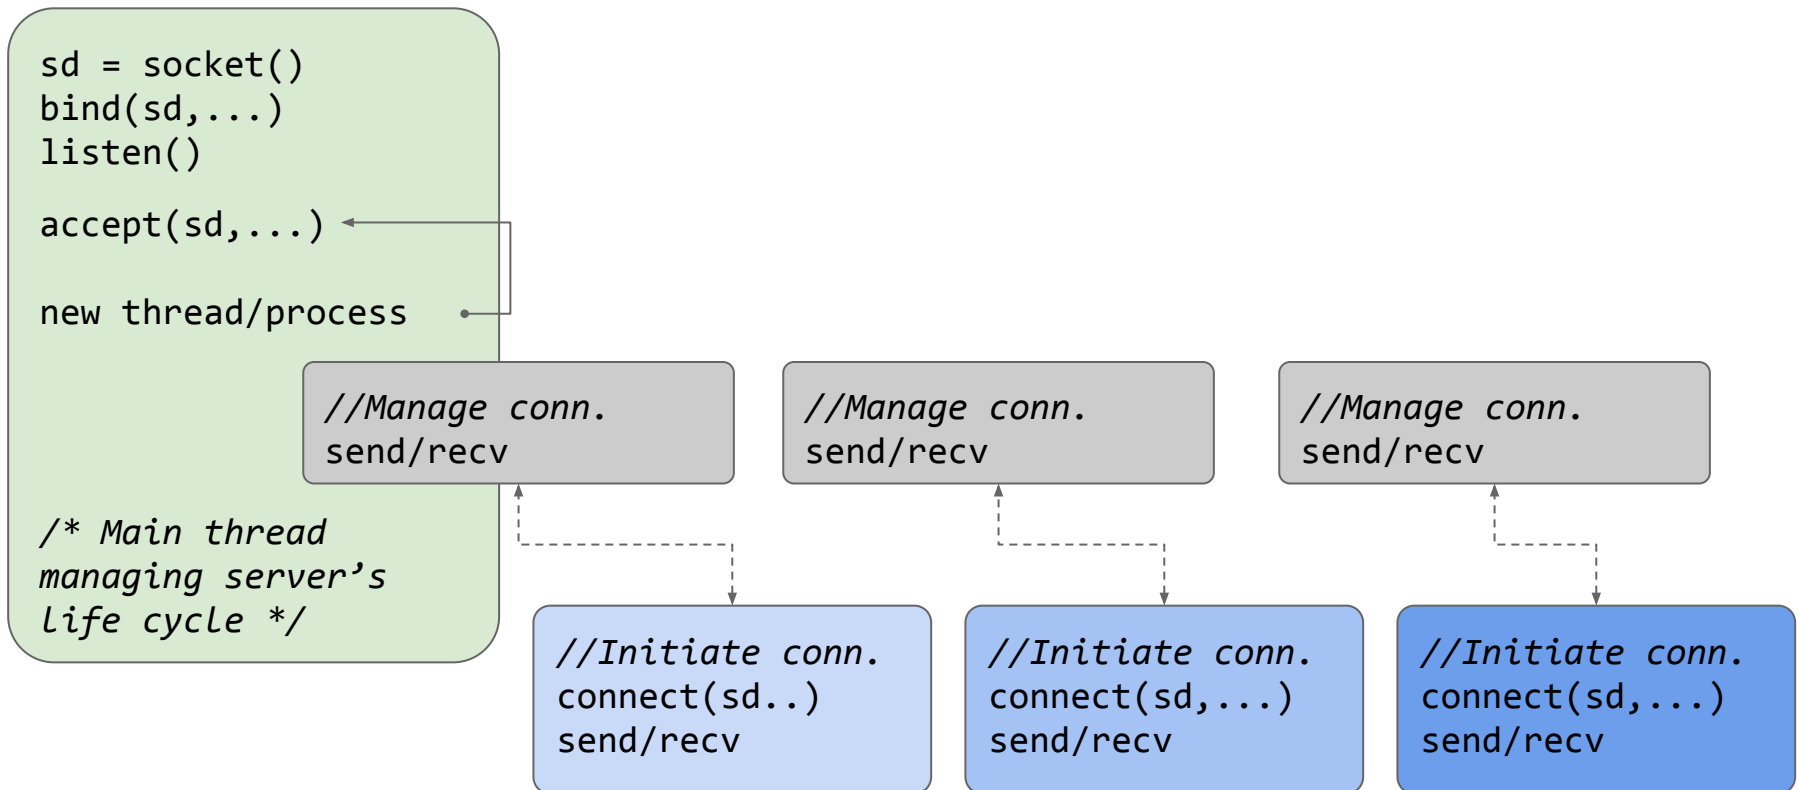 sd = socket()
bind(sd,...)
listen()
accept(sd,...)
new thread/process
//Manage conn.
send/recv
//Manage conn.
send/recv
//Manage conn.
send/recv
/* Main thread
managing server’s
life cycle */
//Initiate conn.
connect(sd..)
send/recv
//Initiate conn.
connect(sd,...)
send/recv
//Initiate conn.
connect(sd,...)
send/recv